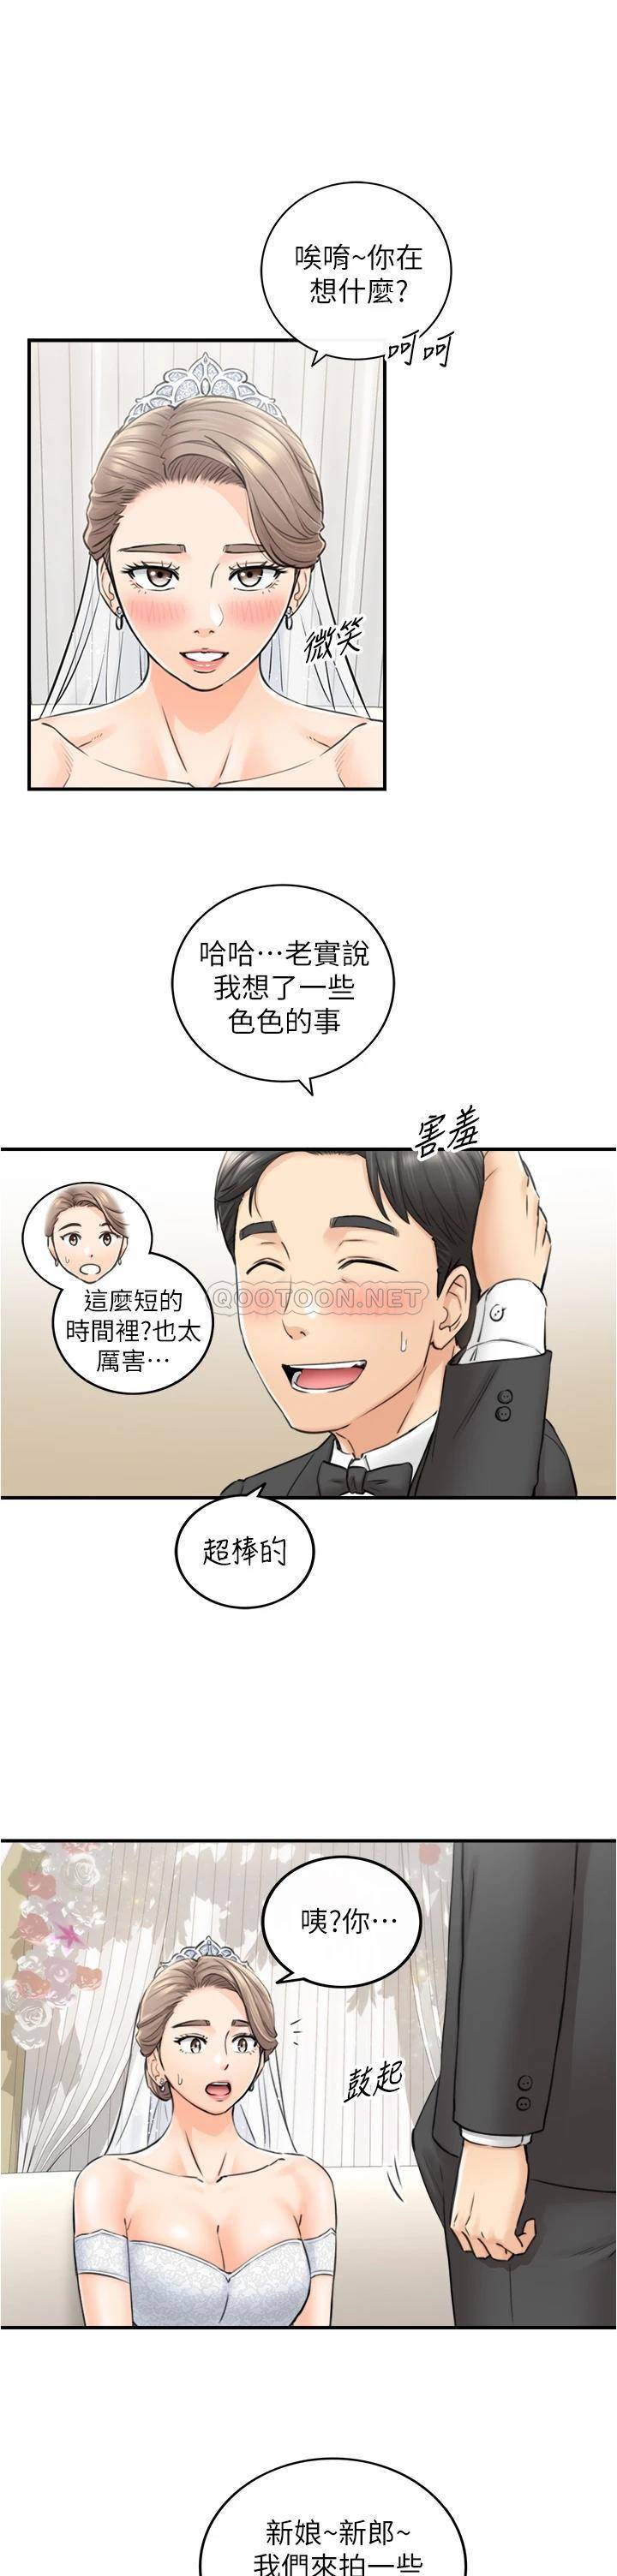 唉唷~你在
想什麼?
呵呵
微笑
哈哈⋯老實說
我想了一些
色色的事
害羞
這麼短的
時間裡?也太
厲害⋯
QOOTOON.NET
超棒的
咦?你⋯
鼓起
新娘~新郎~
我們來拍一些